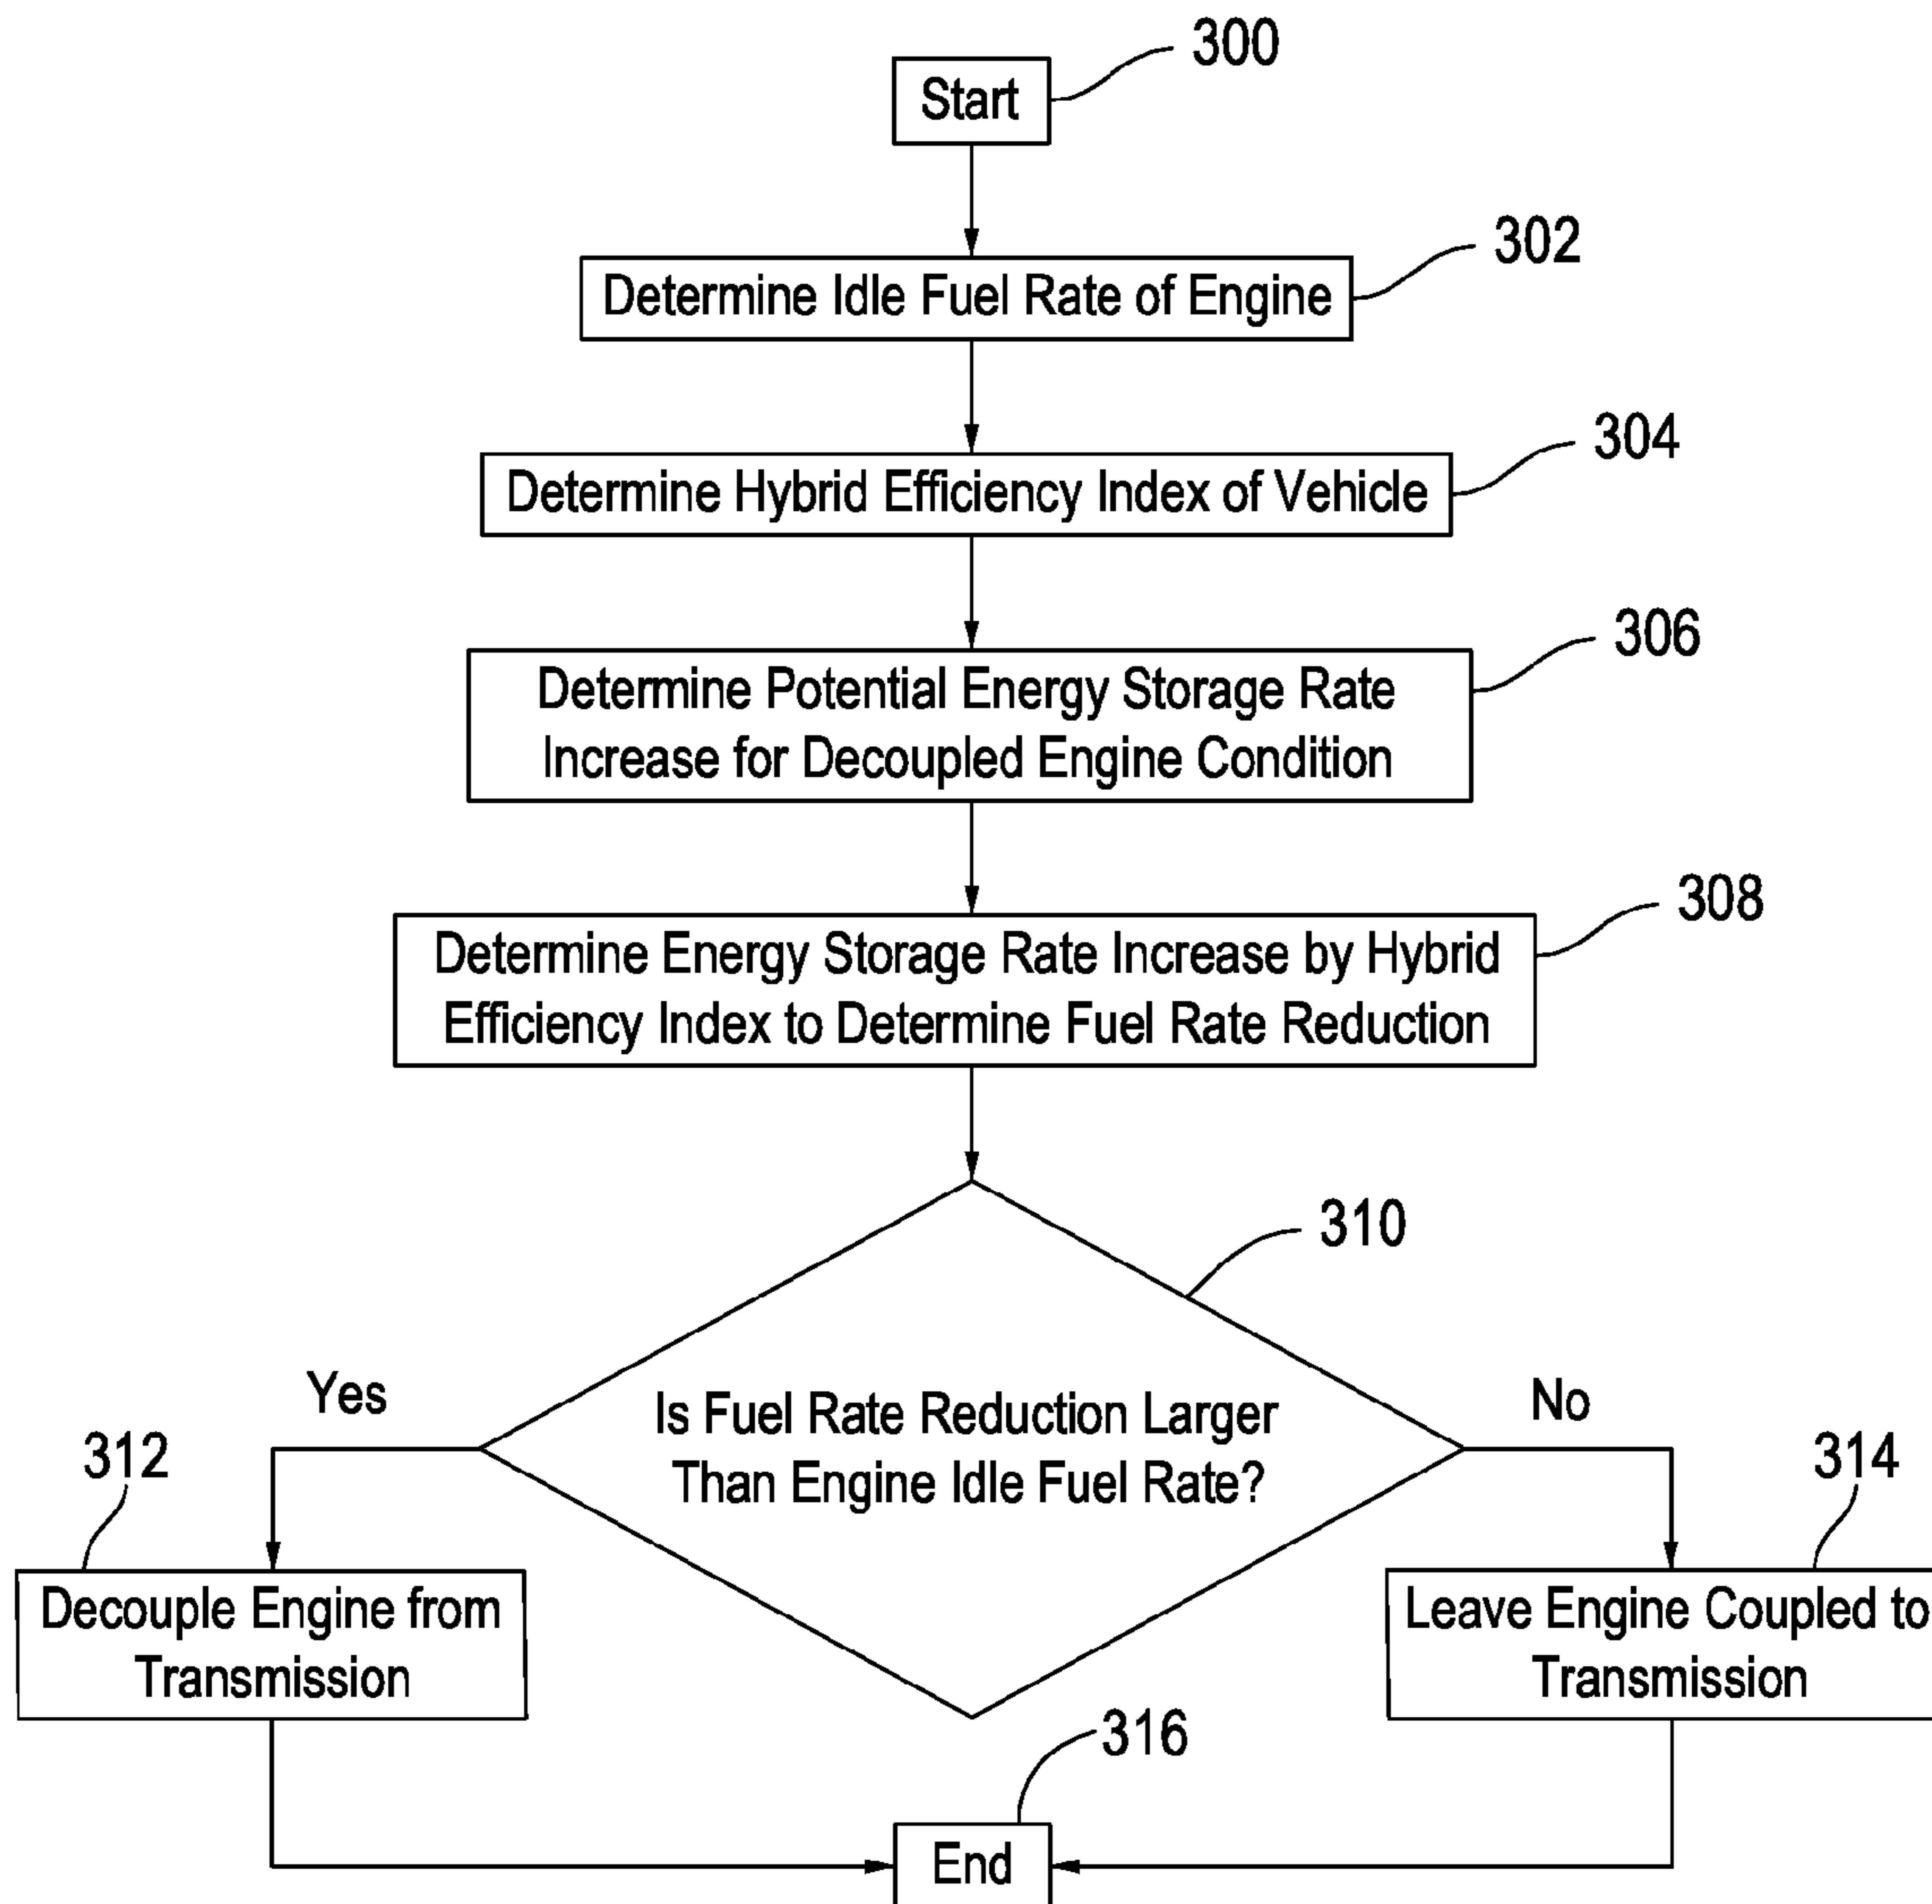 300
Start
302
Determine Idle Fuel Rate of Engine
304
Determine Hybrid Efficiency Index of Vehicle
306
Determine Potential Energy Storage Rate
Increase for Decoupled Engine Condition
308
Determine Energy Storage Rate Increase by Hybrid
Efficiency Index to Determine Fuel Rate Reduction
310
Is Fuel Rate Reduction Larger
Than Engine Idle Fuel Rate?
Yes
No
312
Decouple Engine from
Transmission
314
Leave Engine Coupled to
Transmission
316
End